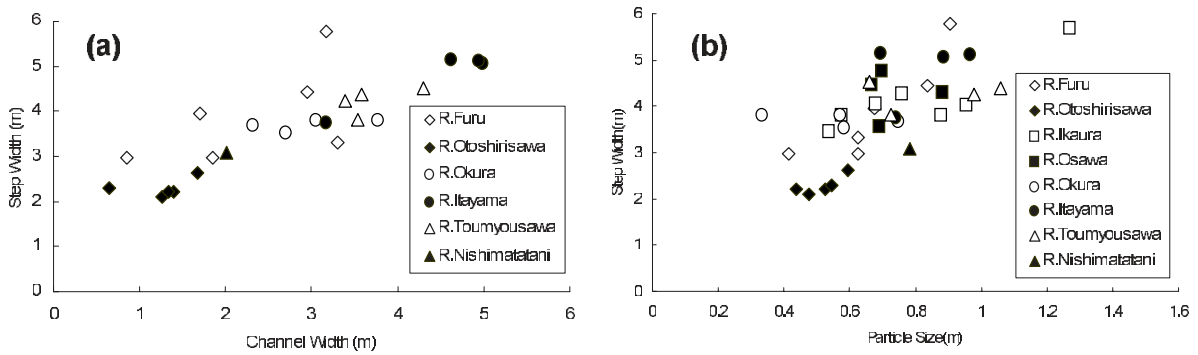 (a)
Step Width (m)
6
5
4
3
2
1
0
0 1 2 3 4 5 6
Channel Width (m)
R.Furu
R.Otoshirisawa
R.Okura
R.Itayama
R.Toumyousawa
R.Nishimatatani
(b)
Step Width(m)
6
5
4
3
2
1
0
0 0.2 0.4 0.6 0.8 1 1.2 1.4 1.6
Particle Size(m)
R.Furu
R.Otoshirisawa
R.Ikaura
R.Osawa
R.Okura
R.Itayama
R.Toumyousawa
R.Nishimatatani